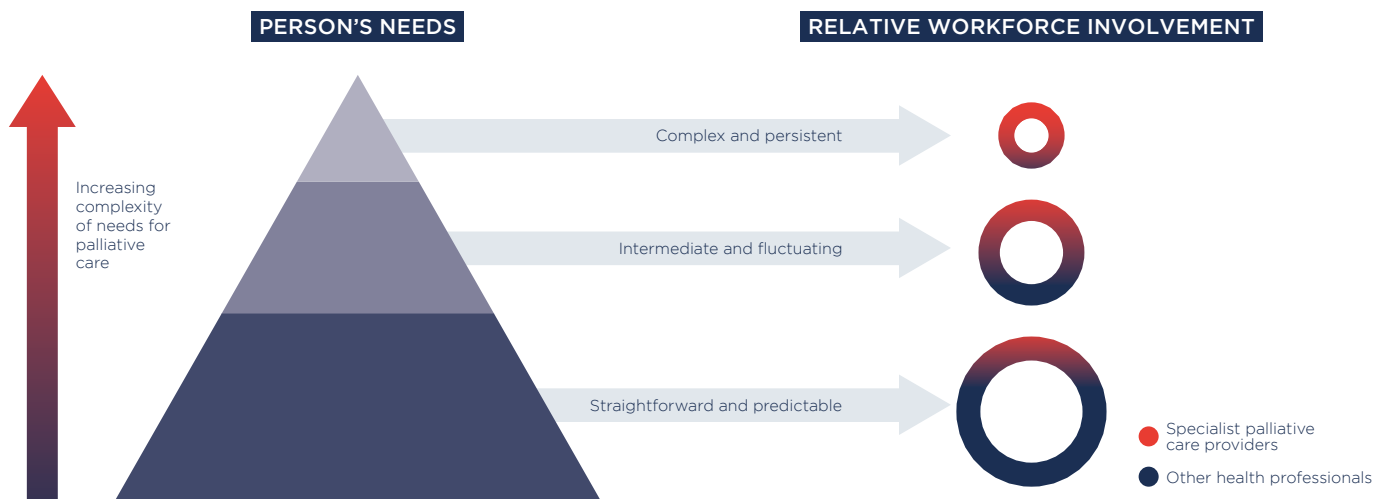 PERSON'S NEEDS
RELATIVE WORKFORCE INVOLVEMENT
Increasing
complexity
of needs for
palliative
care
Complex and persistent
Intermediate and fluctuating
Straightforward and predictable
Specialist palliative
care providers
Other health professionals